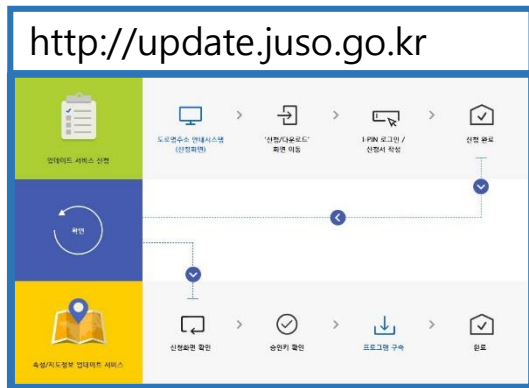 http://update.juso.go.kr
업데이트 서비스 신청
도로명주소 안내시스템
(신청화면)
'신청/다운로드'
화면 이동
I-PIN 로그인 /
신청서 작성
신청 완료
확인
속성/지도정보 업데이트 서비스
신청화면 확인
승인키 확인
프로그램 구축
완료